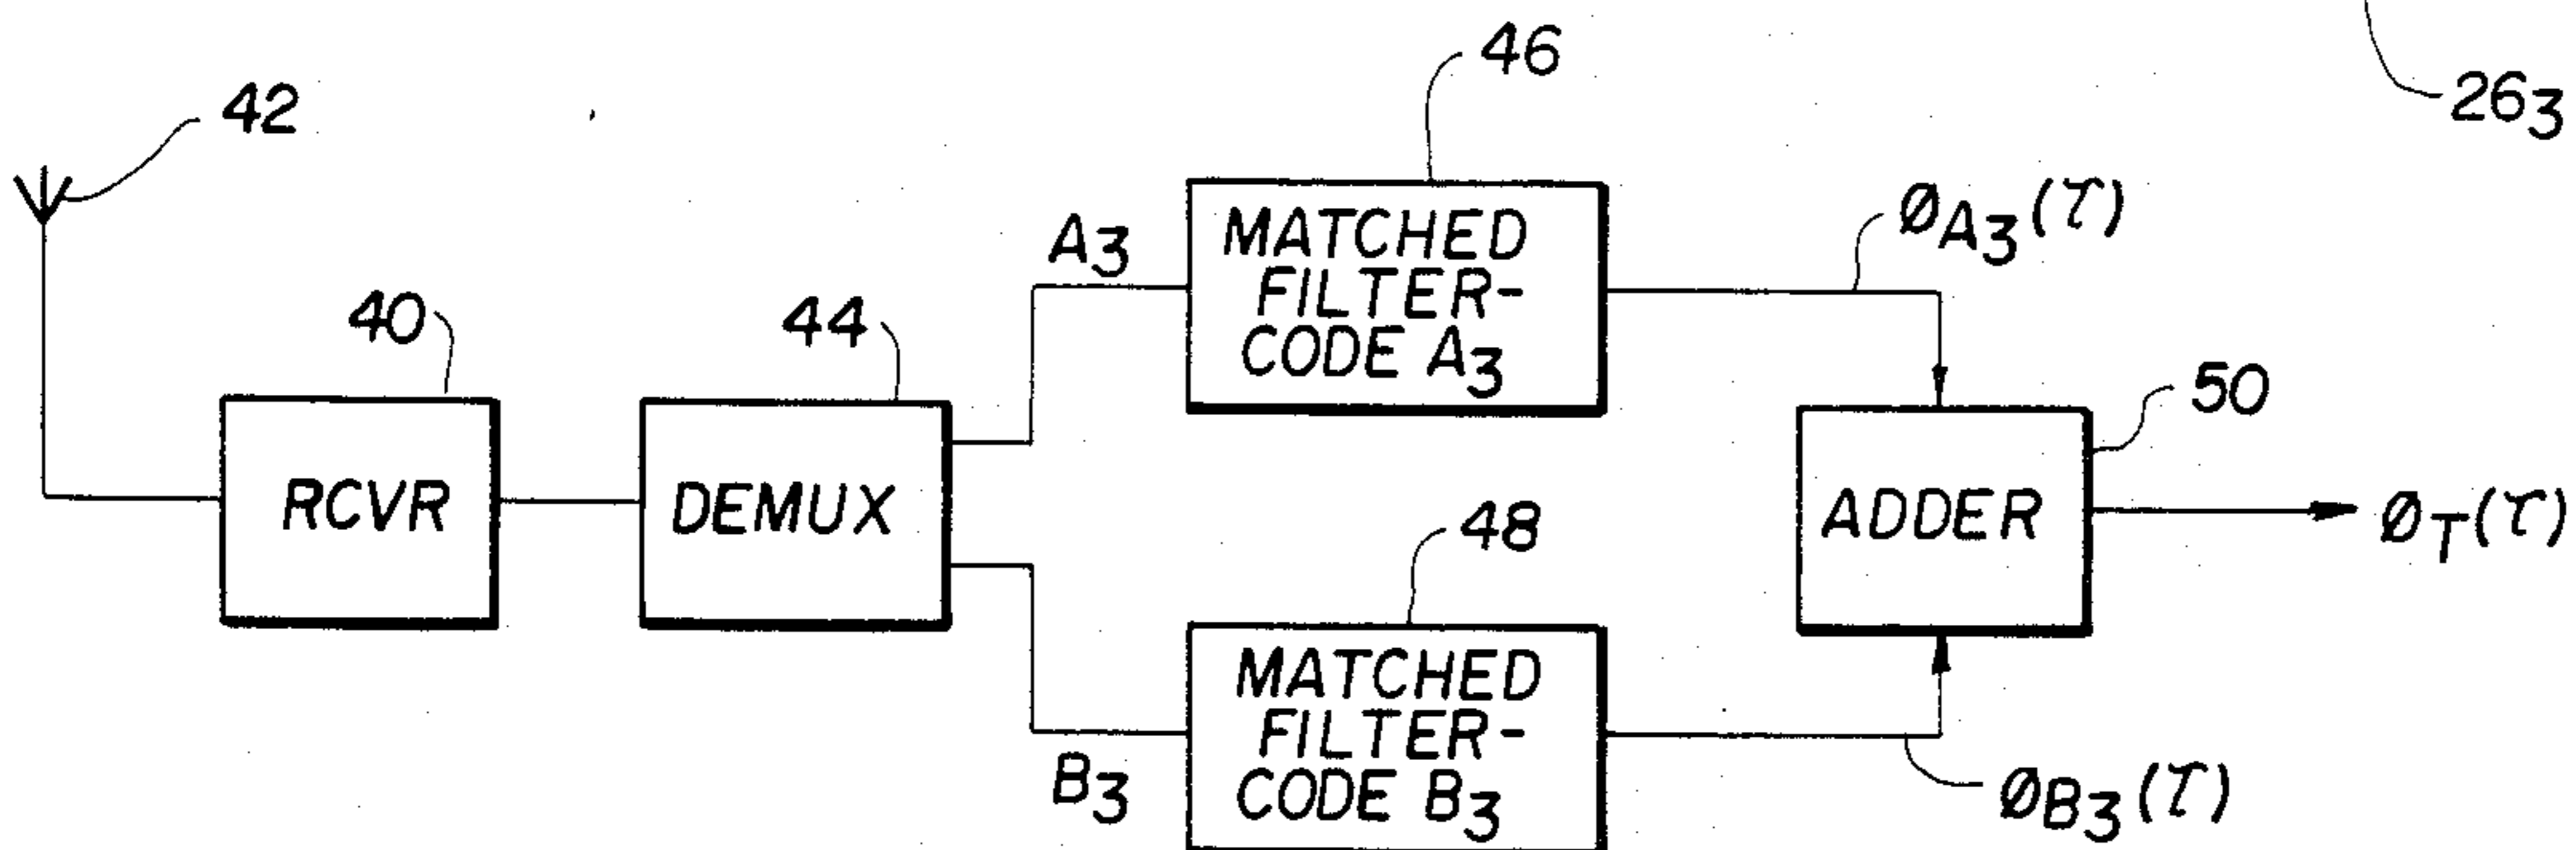 42
40
RCVR
44
DEMUX
A3
B3
46
MATCHED
FILTER-
CODE A3
48
MATCHED
FILTER-
CODE B3
ØA3(τ)
ØB3(τ)
50
ADDER
ØT(τ)
263